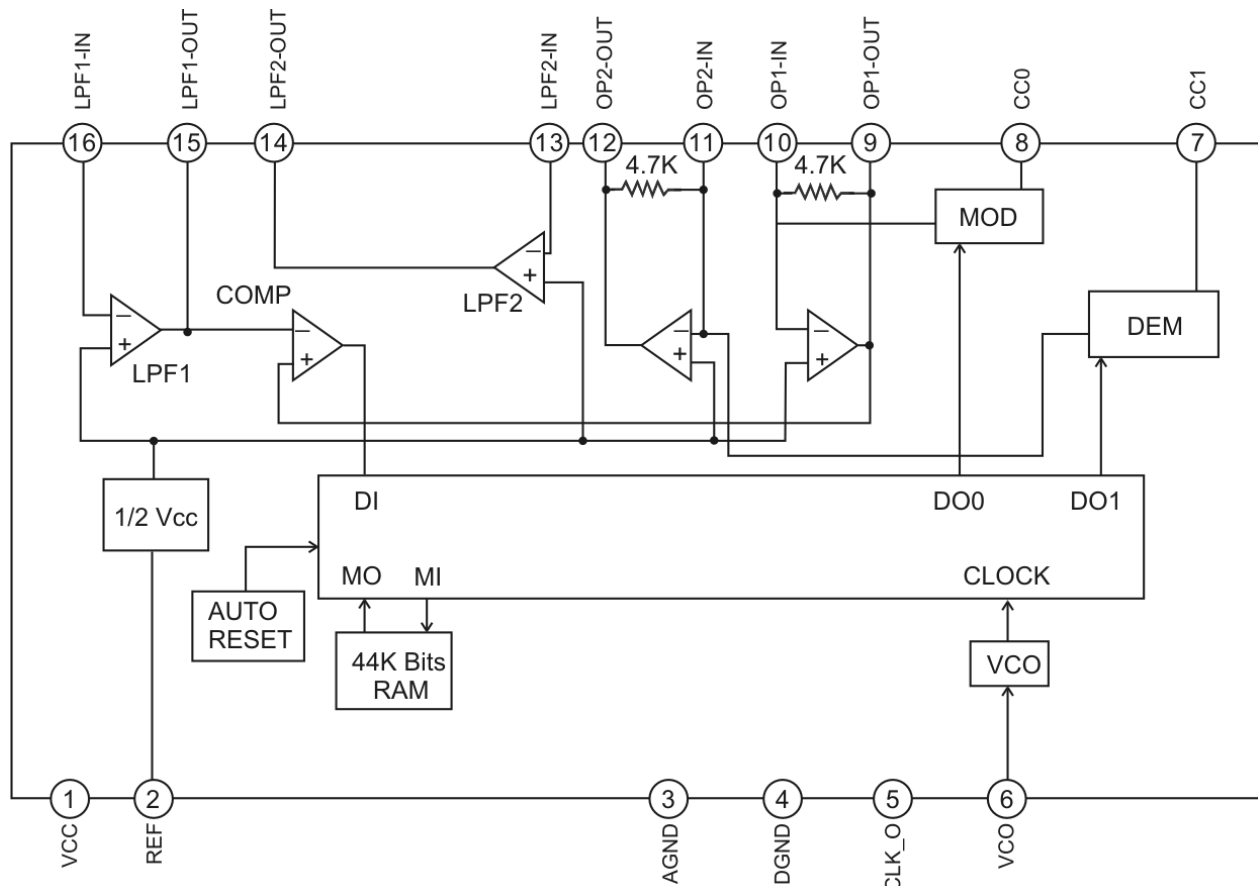 LPF1-IN
LPF1-OUT
LPF2-OUT
LPF2-IN
OP2-OUT
OP2-IN
OP1-IN
OP1-OUT
CC0
CC1
16
15
14
13
12
11
10
9
8
7
4.7K
4.7K
MOD
−
+
LPF2
COMP
DEM
−
+
LPF1
−
+
−
+
−
+
1/2 Vcc
DI
DO0
DO1
MO
MI
CLOCK
AUTO
RESET
44K Bits
RAM
VCO
1
2
3
4
5
6
VCC
REF
AGND
DGND
CLK_O
VCO